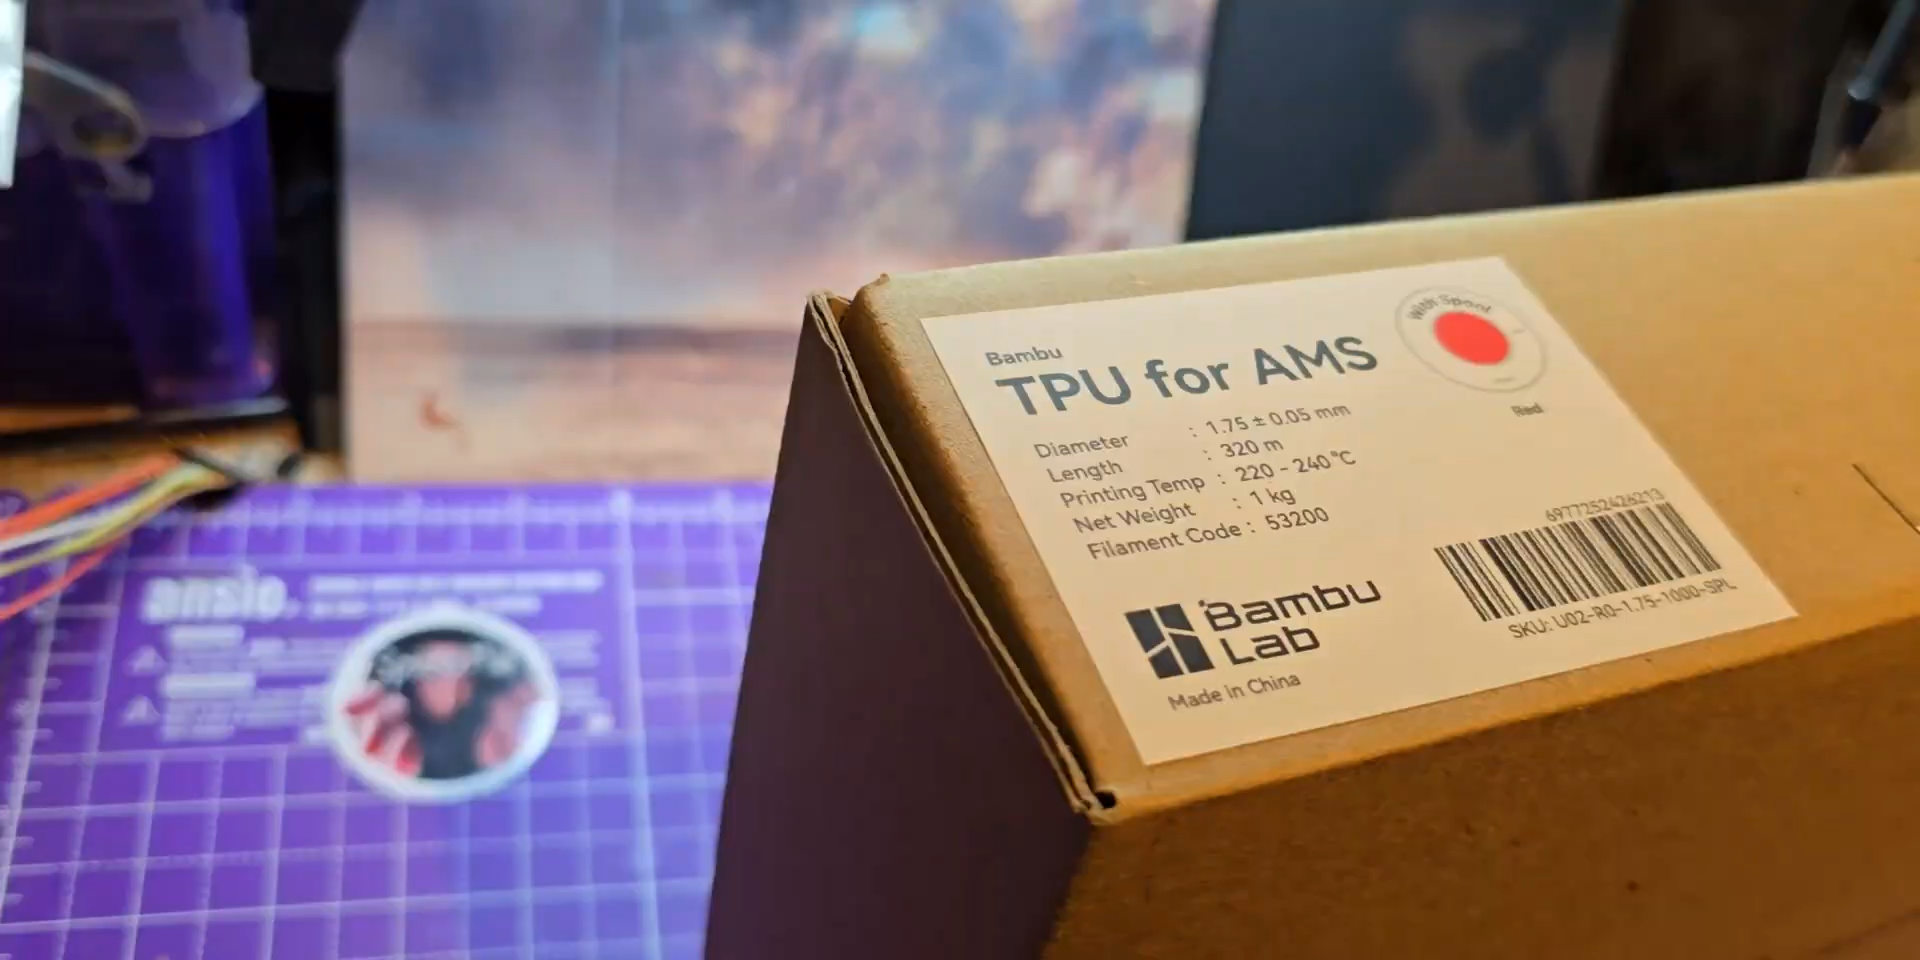 Bambu
TPU for AMS
Diameter : 1.75 ± 0.05 mm
Length : 320 m
Printing Temp : 220 - 240 °C
Net Weight : 1 kg
Filament Code : 53200
With Spool
Red
6977252426213
SKU: U02-R0-1.75-1000-SPL
Bambu
Lab
Made in China
ansio.